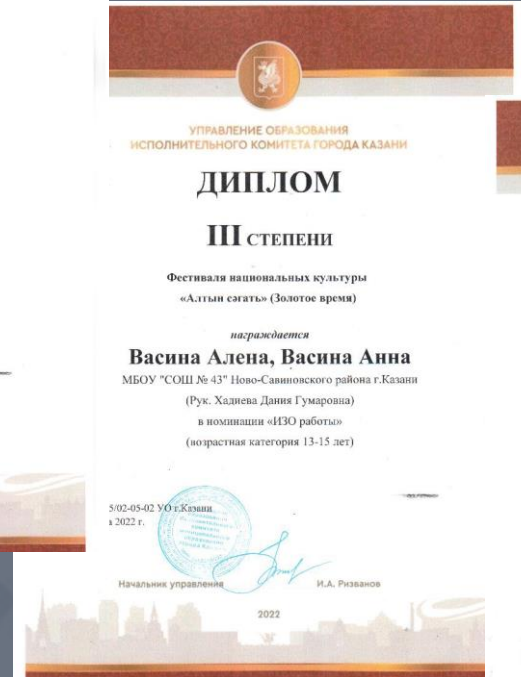 УПРАВЛЕНИЕ ОБРАЗОВАНИЯ
ИСПОЛНИТЕЛЬНОГО КОМИТЕТА ГОРОДА КАЗАНИ
ДИПЛОМ
III СТЕПЕНИ
Фестиваля национальных культуры
«Алтын сәгать» (Золотое время)
награждается
Васина Алена, Васина Анна
МБОУ "СОШ № 43" Ново-Савиновского района г.Казани
(Рук. Хадиева Дания Гумаровна)
в номинации «ИЗО работы»
(возрастная категория 13-15 лет)
5/02-05-02 УО г.Казани
2022 г.
Начальник управления И.А. Ризванов
2022